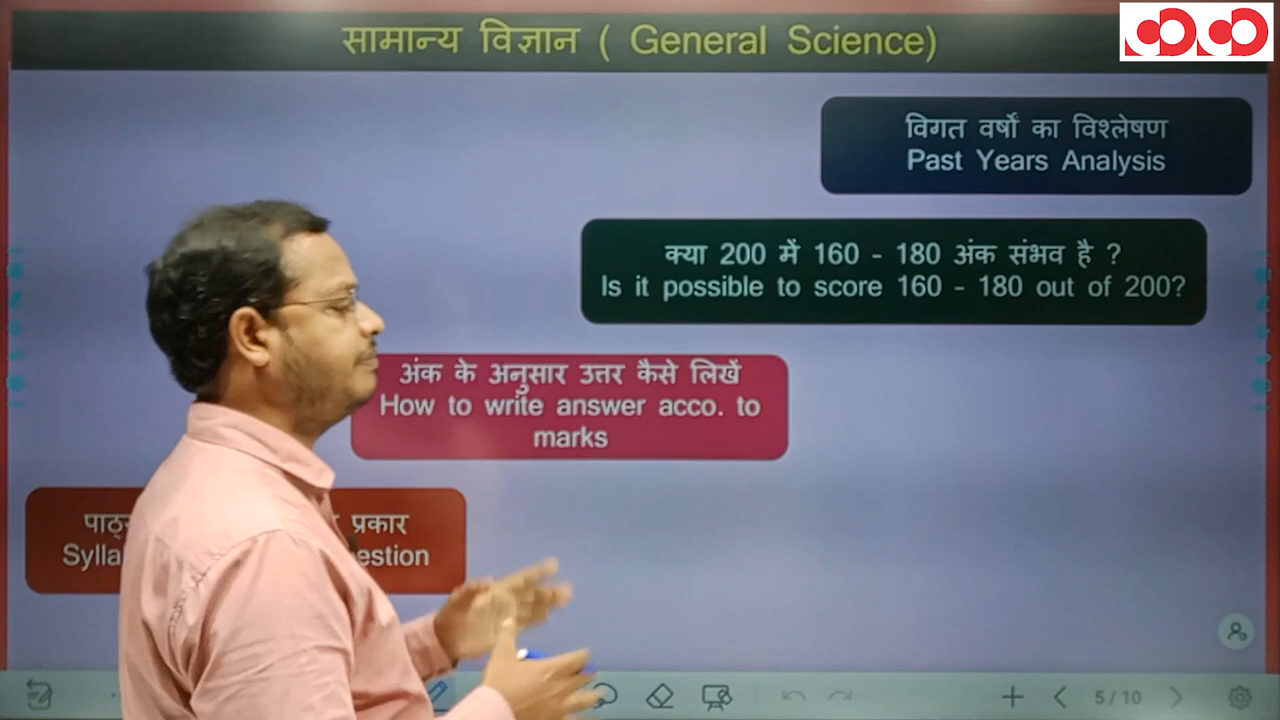 सामान्य विज्ञान ( General Science)
विगत वर्षों का विश्लेषण
Past Years Analysis
क्या 200 में 160 - 180 अंक संभव है ?
Is it possible to score 160 - 180 out of 200?
अंक के अनुसार उत्तर कैसे लिखें
How to write answer acco. to
marks
प्रकार
5 / 10